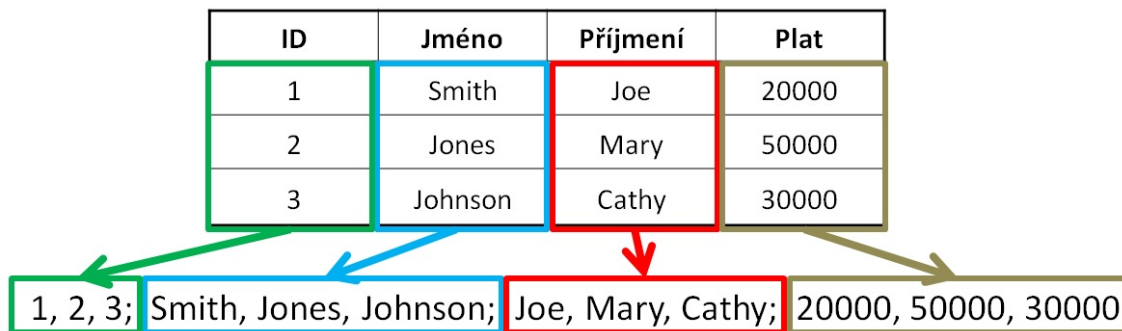 ID Jméno Příjmení Plat
1 Smith Joe 20000
2 Jones Mary 50000
3 Johnson Cathy 30000
1, 2, 3; Smith, Jones, Johnson; Joe, Mary, Cathy; 20000, 50000, 30000